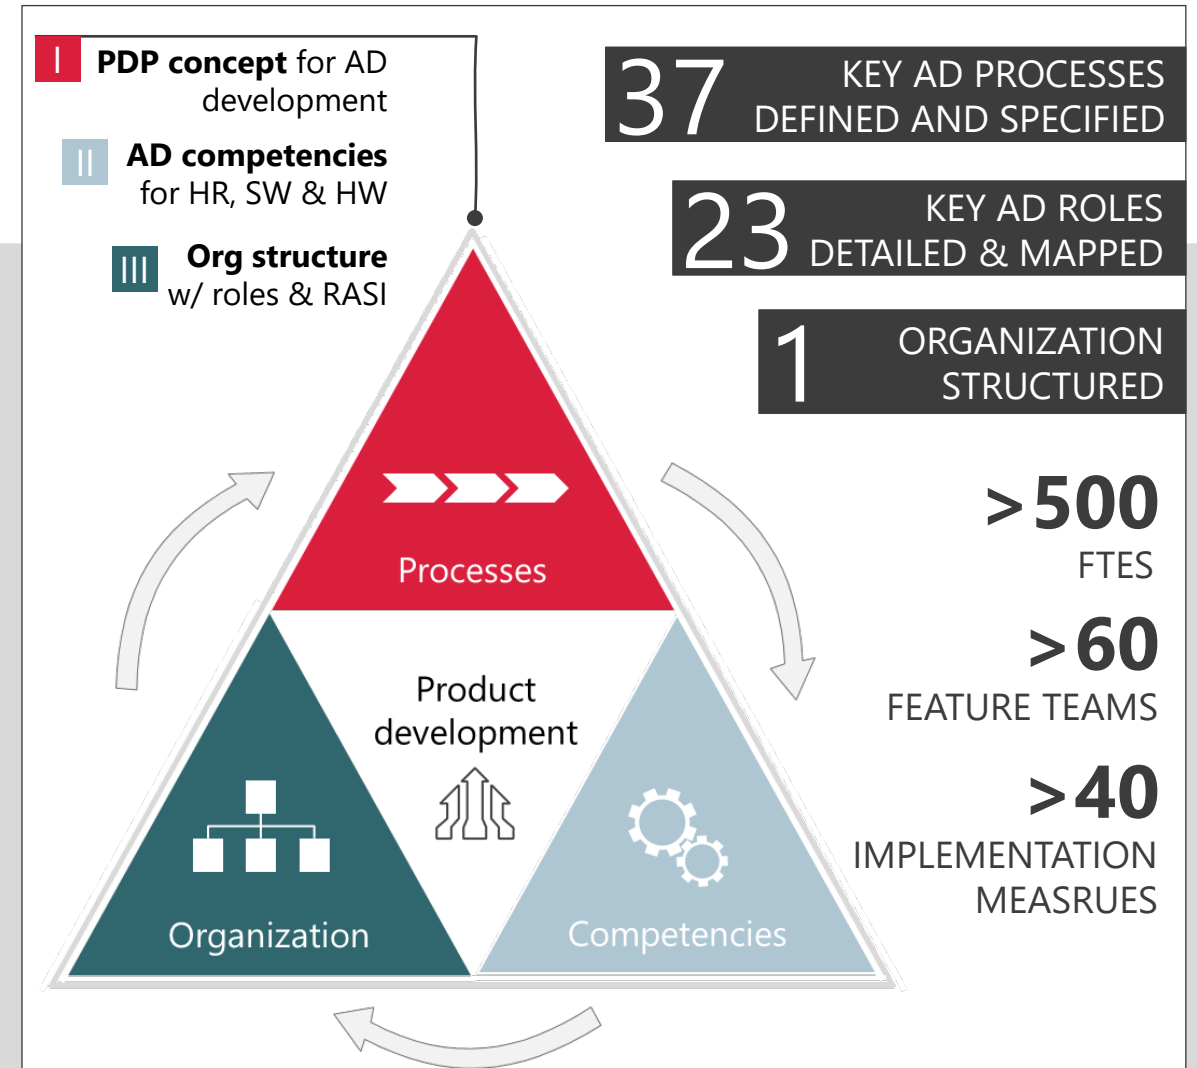 I
PDP concept for AD
development
II
AD competencies
for HR, SW & HW
III
Org structure
w/ roles & RASI
37
KEY AD PROCESSES
DEFINED AND SPECIFIED
23
KEY AD ROLES
DETAILED & MAPPED
1
ORGANIZATION
STRUCTURED
>500
FTES
>60
FEATURE TEAMS
>40
IMPLEMENTATION
MEASRUES
Processes
Product
development
Organization
Competencies